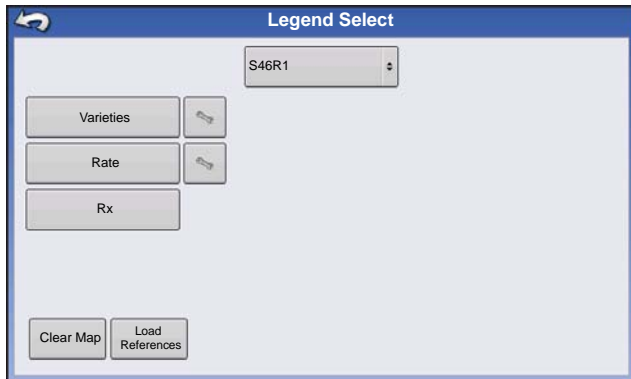 Legend Select
S46R1
Varieties
Rate
Rx
Clear Map
Load
References